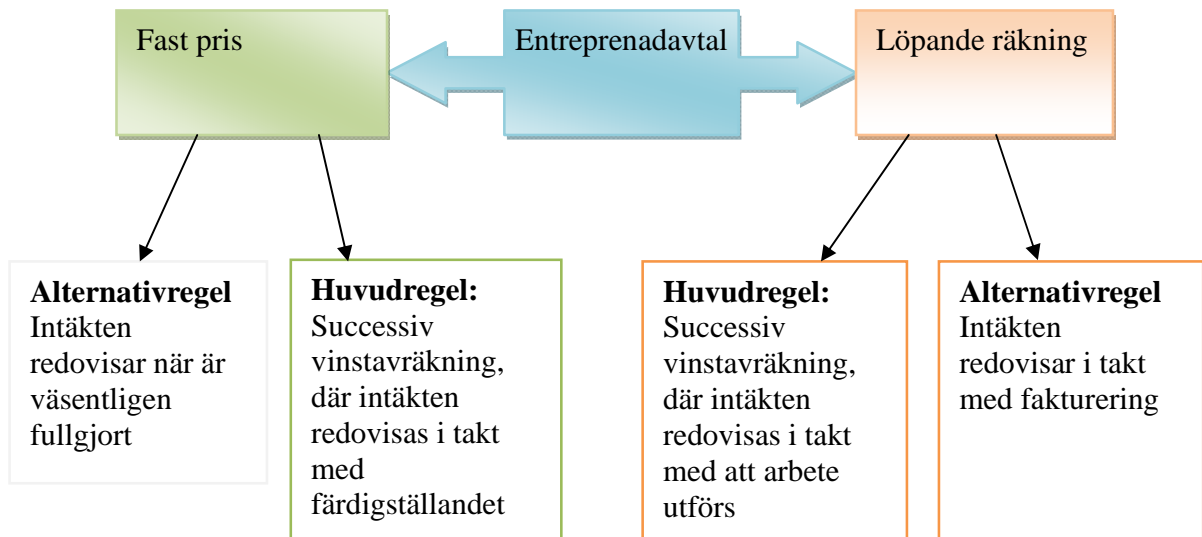 Fast pris
Entreprenadavtal
Löpande räkning
Alternativregel
Intäkten
redovisar när är
väsentligen
fullgjort
Huvudregel:
Successiv
vinstavräkning,
där intäkten
redovisas i takt
med
färdigställandet
Huvudregel:
Successiv
vinstavräkning,
där intäkten
redovisas i takt
med att arbete
utförs
Alternativregel
Intäkten
redovisar i takt
med fakturering